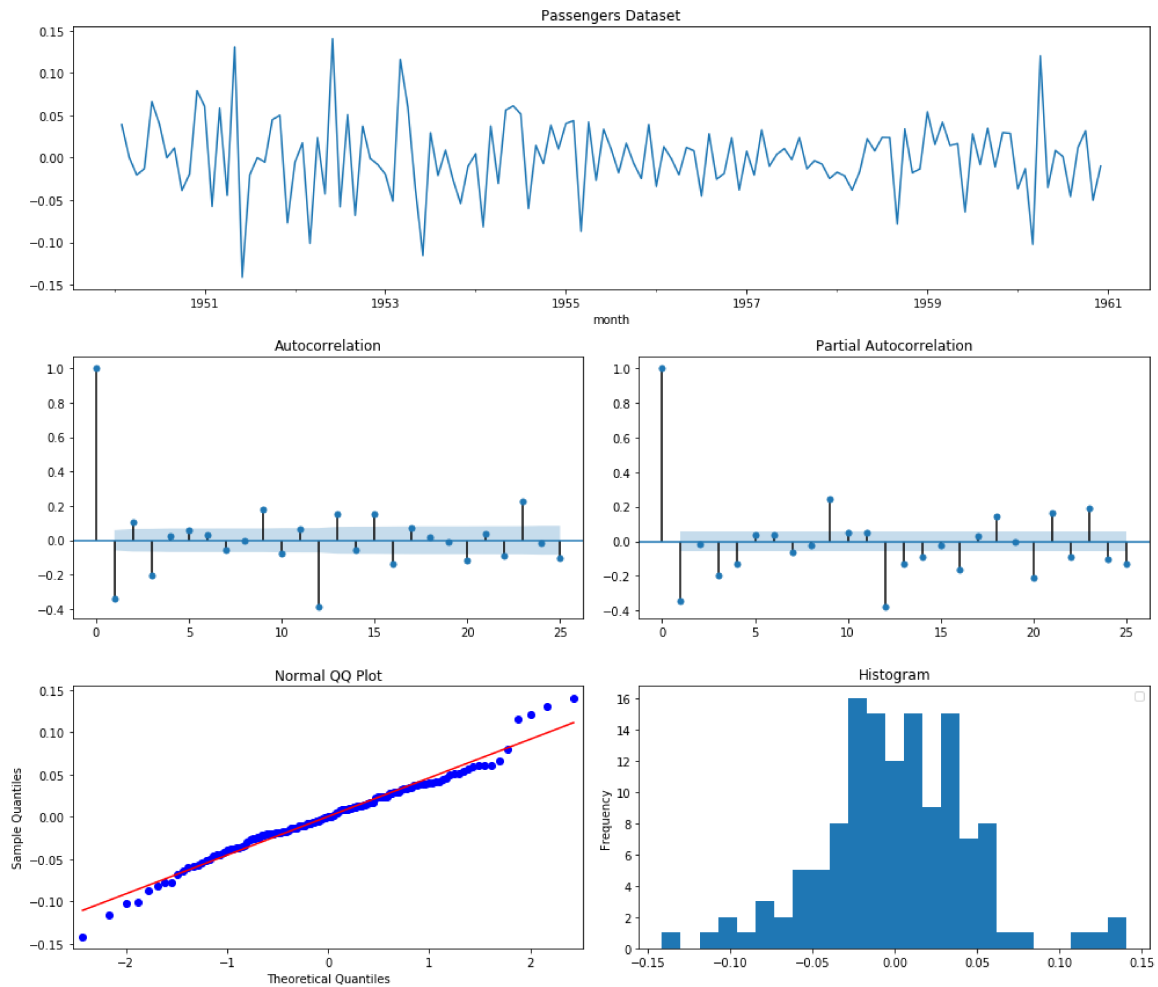 Passengers Dataset
0.15
0.10
0.05
0.00
−0.05
−0.10
−0.15
1951 1953 1955 1957 1959 1961
month
Autocorrelation
1.0
0.8
0.6
0.4
0.2
0.0
−0.2
−0.4
0 5 10 15 20 25
Partial Autocorrelation
1.0
0.8
0.6
0.4
0.2
0.0
−0.2
−0.4
0 5 10 15 20 25
Normal QQ Plot
Sample Quantiles
0.15
0.10
0.05
0.00
−0.05
−0.10
−0.15
−2 −1 0 1 2
Theoretical Quantiles
Histogram
Frequency
16
14
12
10
8
6
4
2
0
−0.15 −0.10 −0.05 0.00 0.05 0.10 0.15